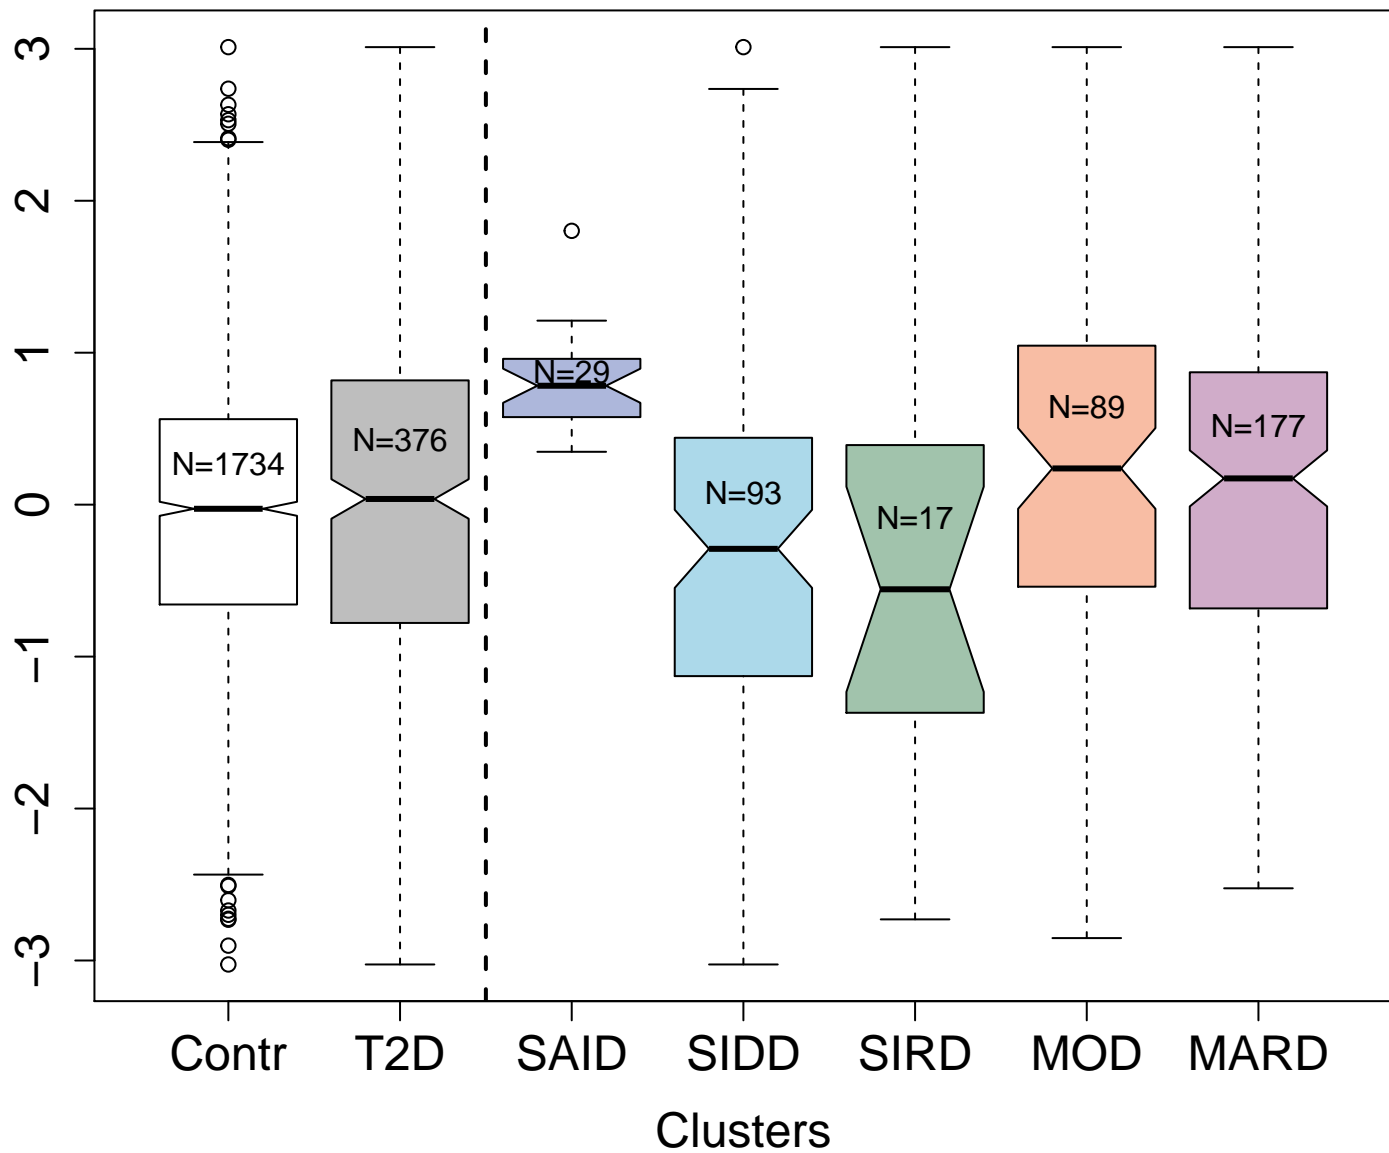 3
2
1
0
−1
−2
−3
N=1734
N=376
N=29
N=93
N=17
N=89
N=177
Contr T2D SAID SIDD SIRD MOD MARD
Clusters